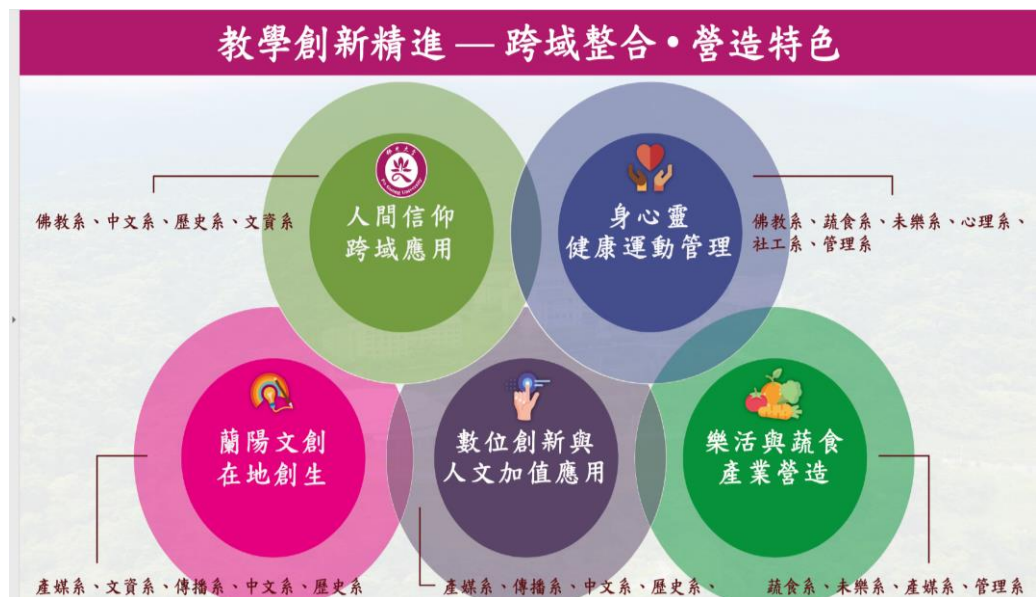 教學創新精進 — 跨域整合•營造特色
人間信仰
跨域應用
佛教系、中文系、歷史系、文資系
身心靈
健康運動管理
佛教系、蔬食系、未樂系、心理系、
社工系、管理系
蘭陽文創
在地創生
數位創新與
人文加值應用
樂活與蔬食
產業營造
產媒系、文資系、傳播系、中文系、歷史系
產媒系、傳播系、中文系、歷史系、
蔬食系、未樂系、產媒系、管理系